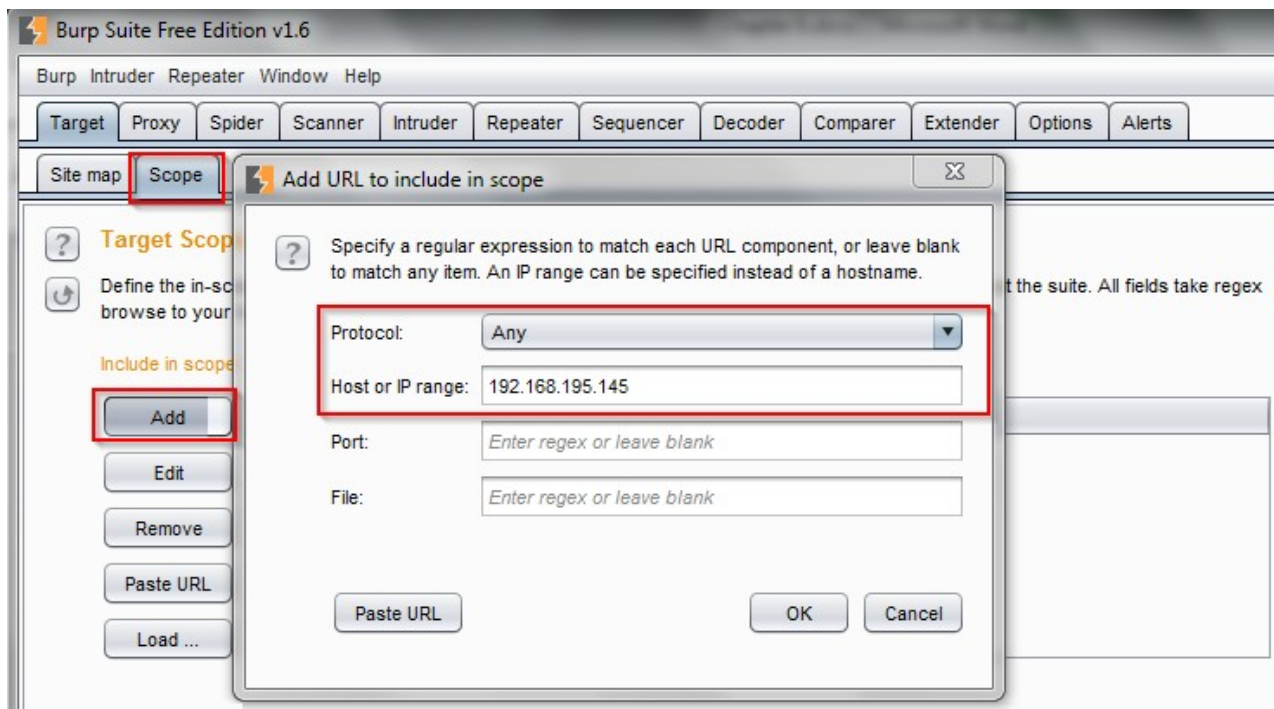 Burp Suite Free Edition v1.6
Burp Intruder Repeater Window Help
Target Proxy Spider Scanner Intruder Repeater Sequencer Decoder Comparer Extender Options Alerts
Site map Scope
Add URL to include in scope
Target Scop
Specify a regular expression to match each URL component, or leave blank
to match any item. An IP range can be specified instead of a hostname.
Define the in-sc
t the suite. All fields take regex
browse to your
Protocol: Any
Include in scope
Host or IP range: 192.168.195.145
Add
Port: Enter regex or leave blank
Edit
File: Enter regex or leave blank
Remove
Paste URL
Paste URL OK Cancel
Load ...